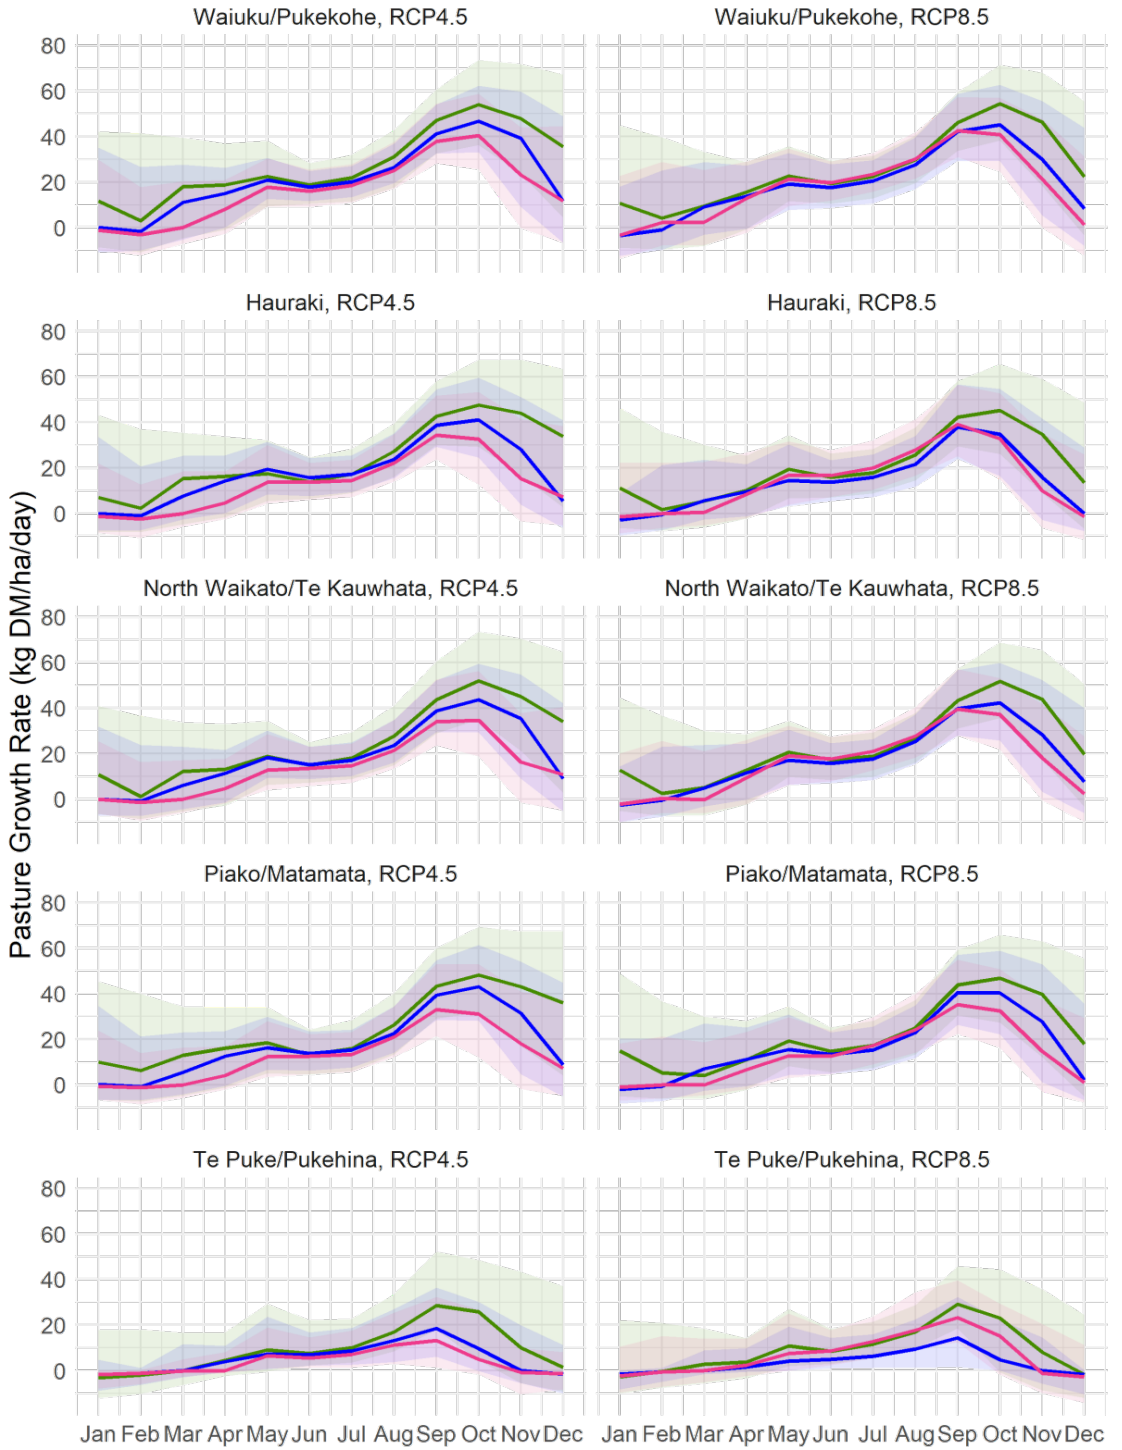 Waiuku/Pukekohe, RCP4.5
Waiuku/Pukekohe, RCP8.5
80
60
40
20
0
Hauraki, RCP4.5
Hauraki, RCP8.5
80
60
40
20
0
North Waikato/Te Kauwhata, RCP4.5
North Waikato/Te Kauwhata, RCP8.5
80
60
40
20
0
Piako/Matamata, RCP4.5
Piako/Matamata, RCP8.5
80
60
40
20
0
Te Puke/Pukehina, RCP4.5
Te Puke/Pukehina, RCP8.5
80
60
40
20
0
Pasture Growth Rate (kg DM/ha/day)
Jan Feb Mar Apr May Jun Jul Aug Sep Oct Nov Dec
Jan Feb Mar Apr May Jun Jul Aug Sep Oct Nov Dec